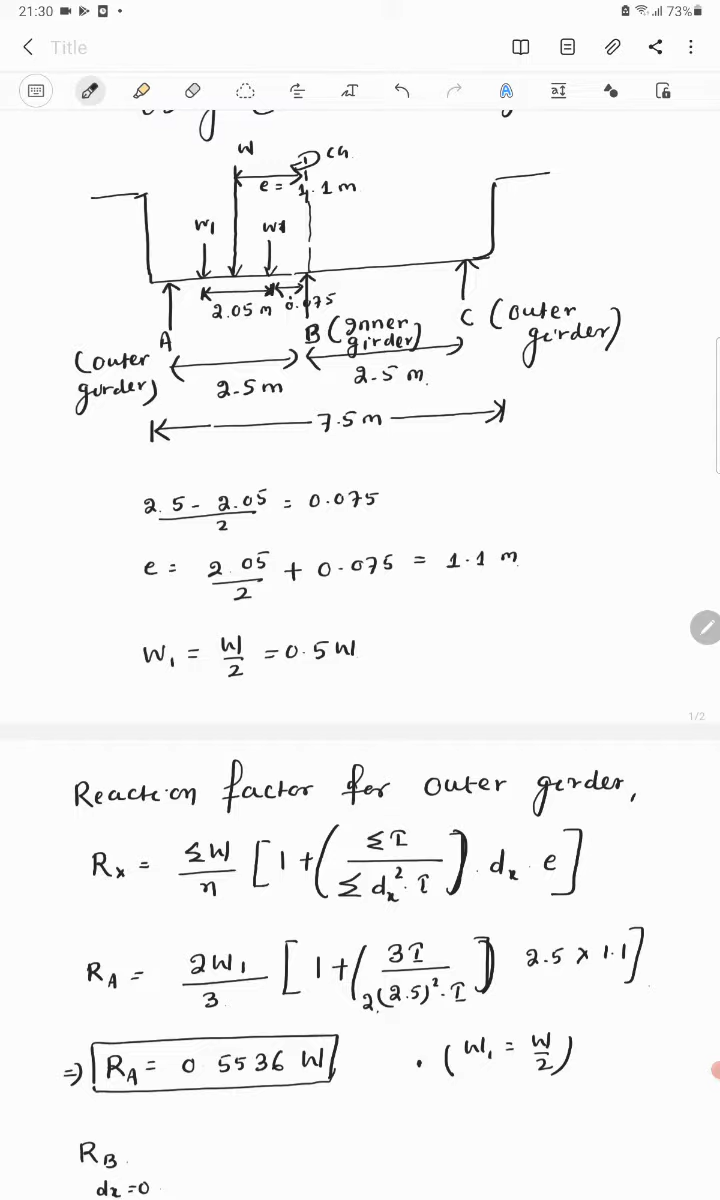 21:30 73%
Title
W CG
e = 1.1 m
W1 W1
2.05 m 0.075
A B (Inner girder) C (outer girder)
(outer girder)
2.5 m 2.5 m
7.5 m
2.5 - 2.05 / 2 = 0.075
e = 2.05 / 2 + 0.075 = 1.1 m
W₁ = W/2 = 0.5 W
1/2
Reaction factor for outer girder,
Rx = ΣW/n [1 + (ΣI / Σdx²·I) · dx e]
RA = 2W₁/3 [1 + (3I / 2(2.5)²·I) 2.5 × 1.1]
⇒ RA = 0.5536 W . (W₁ = W/2)
RB
dx = 0